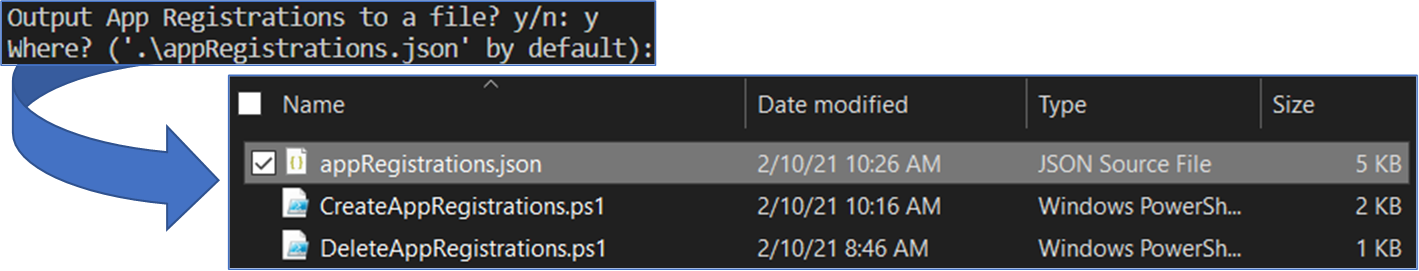 Output App Registrations to a file? y/n: y
Where? ('.\appRegistrations.json' by default):
Name Date modified Type Size
appRegistrations.json 2/10/21 10:26 AM JSON Source File 5 KB
CreateAppRegistrations.ps1 2/10/21 10:16 AM Windows PowerSh... 2 KB
DeleteAppRegistrations.ps1 2/10/21 8:46 AM Windows PowerSh... 1 KB